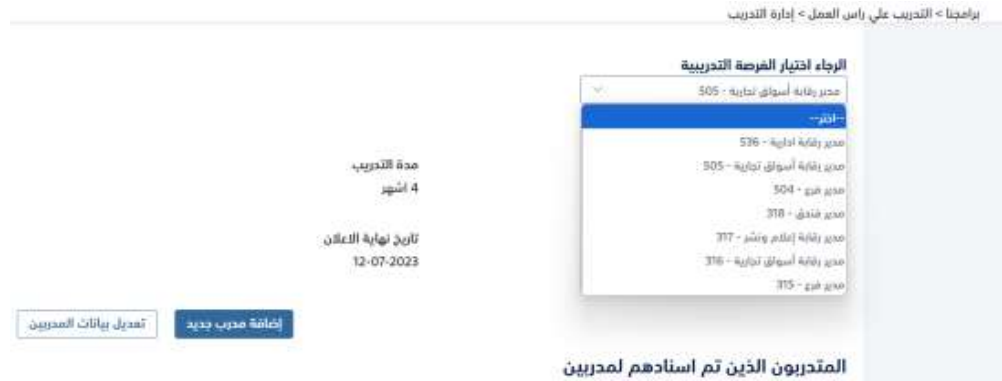 برامجنا > التدريب علي راس العمل > إدارة التدريب
الرجاء اختيار الفرصة التدريبية
مدير رقابة أسواق تجارية - 505
--اختر--
مدير رقابة ادارية - 536
مدير رقابة أسواق تجارية - 505
مدير فرع - 504
مدير فندق - 318
مدير رقابة إعلام ونشر - 317
مدير رقابة أسواق تجارية - 316
مدير فرع - 315
مدة التدريب
4 اشهر
تاريخ نهاية الاعلان
12-07-2023
إضافة مدرب جديد
تعديل بيانات المدربين
المتدربون الذين تم اسنادهم لمدربين